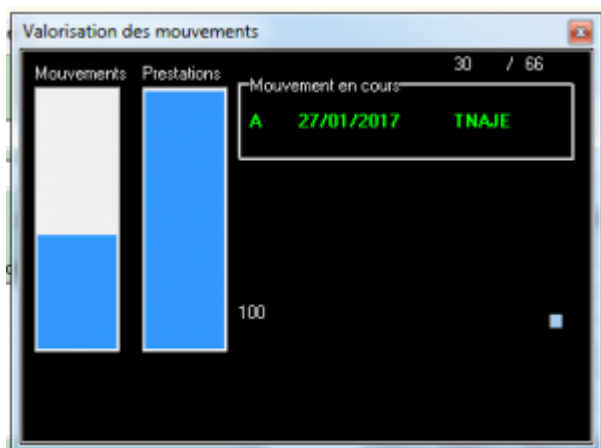 Valorisation des mouvements
30 / 66
Mouvements Prestations
Mouvement en cours
A 27/01/2017 TNAJE
100